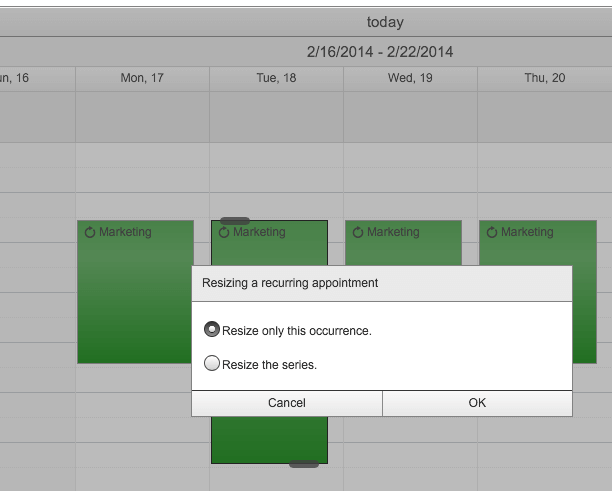 today
2/16/2014 - 2/22/2014
un, 16 Mon, 17 Tue, 18 Wed, 19 Thu, 20
Marketing Marketing Marketing Marketing
Resizing a recurring appointment
Resize only this occurrence.
Resize the series.
Cancel OK